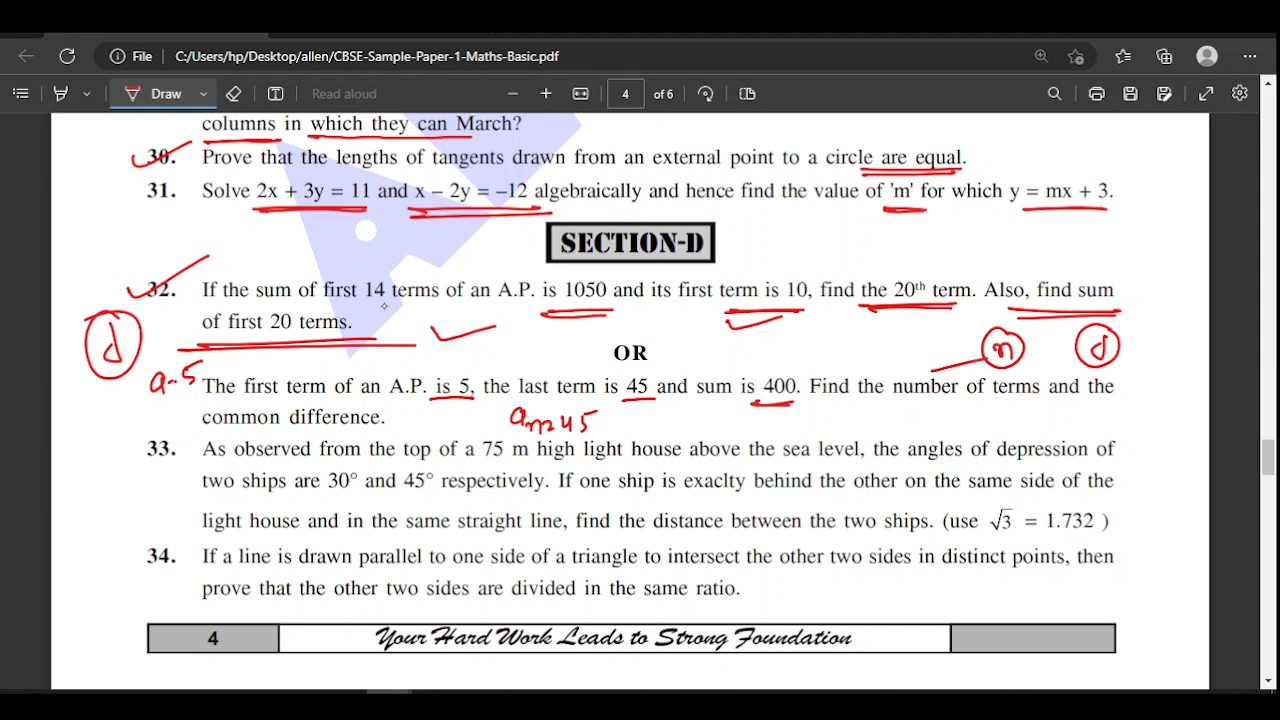 File C:/Users/hp/Desktop/allen/CBSE-Sample-Paper-1-Maths-Basic.pdf
Draw Read aloud 4 of 6
columns in which they can March?
30. Prove that the lengths of tangents drawn from an external point to a circle are equal.
31. Solve 2x + 3y = 11 and x − 2y = −12 algebraically and hence find the value of 'm' for which y = mx + 3.
SECTION-D
32. If the sum of first 14 terms of an A.P. is 1050 and its first term is 10, find the 20th term. Also, find sum
of first 20 terms.
d
OR
n d
a=5
The first term of an A.P. is 5, the last term is 45 and sum is 400. Find the number of terms and the
common difference.
an=45
33. As observed from the top of a 75 m high light house above the sea level, the angles of depression of
two ships are 30° and 45° respectively. If one ship is exaclty behind the other on the same side of the
light house and in the same straight line, find the distance between the two ships. (use √3 = 1.732 )
34. If a line is drawn parallel to one side of a triangle to intersect the other two sides in distinct points, then
prove that the other two sides are divided in the same ratio.
4 Your Hard Work Leads to Strong Foundation